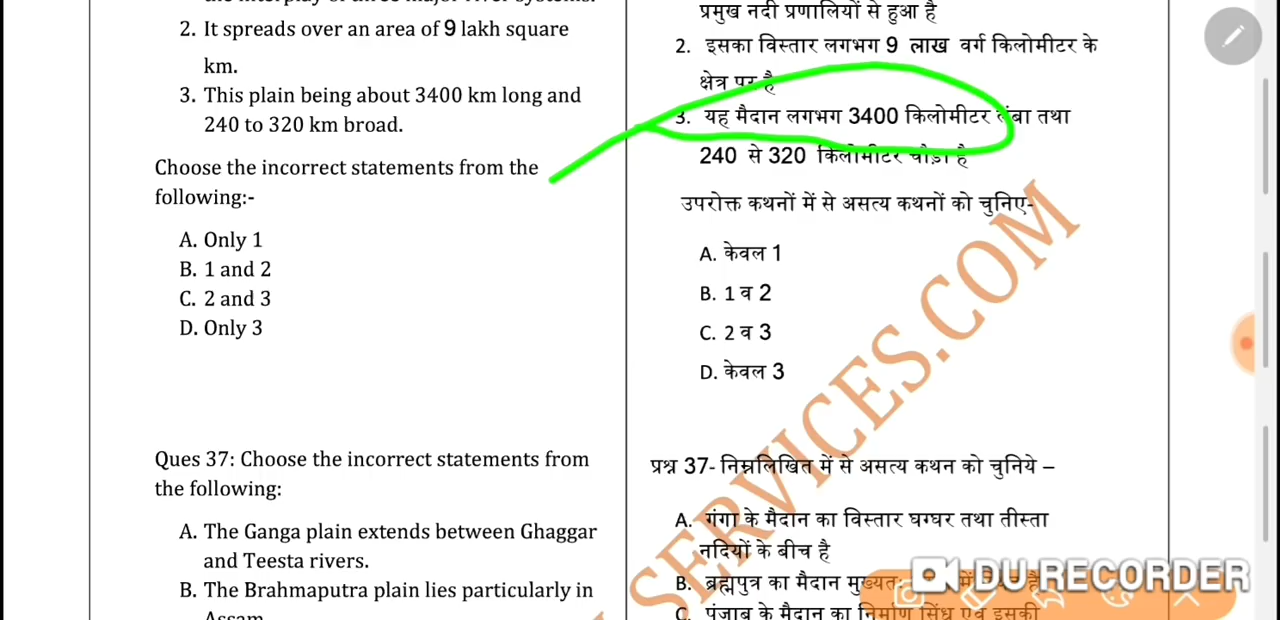 2. It spreads over an area of 9 lakh square
km.
3. This plain being about 3400 km long and
240 to 320 km broad.
Choose the incorrect statements from the
following:-
A. Only 1
B. 1 and 2
C. 2 and 3
D. Only 3
Ques 37: Choose the incorrect statements from
the following:
A. The Ganga plain extends between Ghaggar
and Teesta rivers.
B. The Brahmaputra plain lies particularly in
Assam
प्रमुख नदी प्रणालियों से हुआ है
2. इसका विस्तार लगभग 9 लाख वर्ग किलोमीटर के
क्षेत्र पर है
3. यह मैदान लगभग 3400 किलोमीटर लंबा तथा
240 से 320 किलोमीटर चौड़ा है
उपरोक्त कथनों में से असत्य कथनों को चुनिए-
A. केवल 1
B. 1 व 2
C. 2 व 3
D. केवल 3
प्रश्न 37- निम्नलिखित में से असत्य कथन को चुनिये –
A. गंगा के मैदान का विस्तार घग्घर तथा तीस्ता
नदियों के बीच है
B. ब्रह्मपुत्र का मैदान मुख्यतः
C. पंजाब के मैदान का निर्माण सिंधु एवं इसकी
SERVICES.COM
DU RECORDER